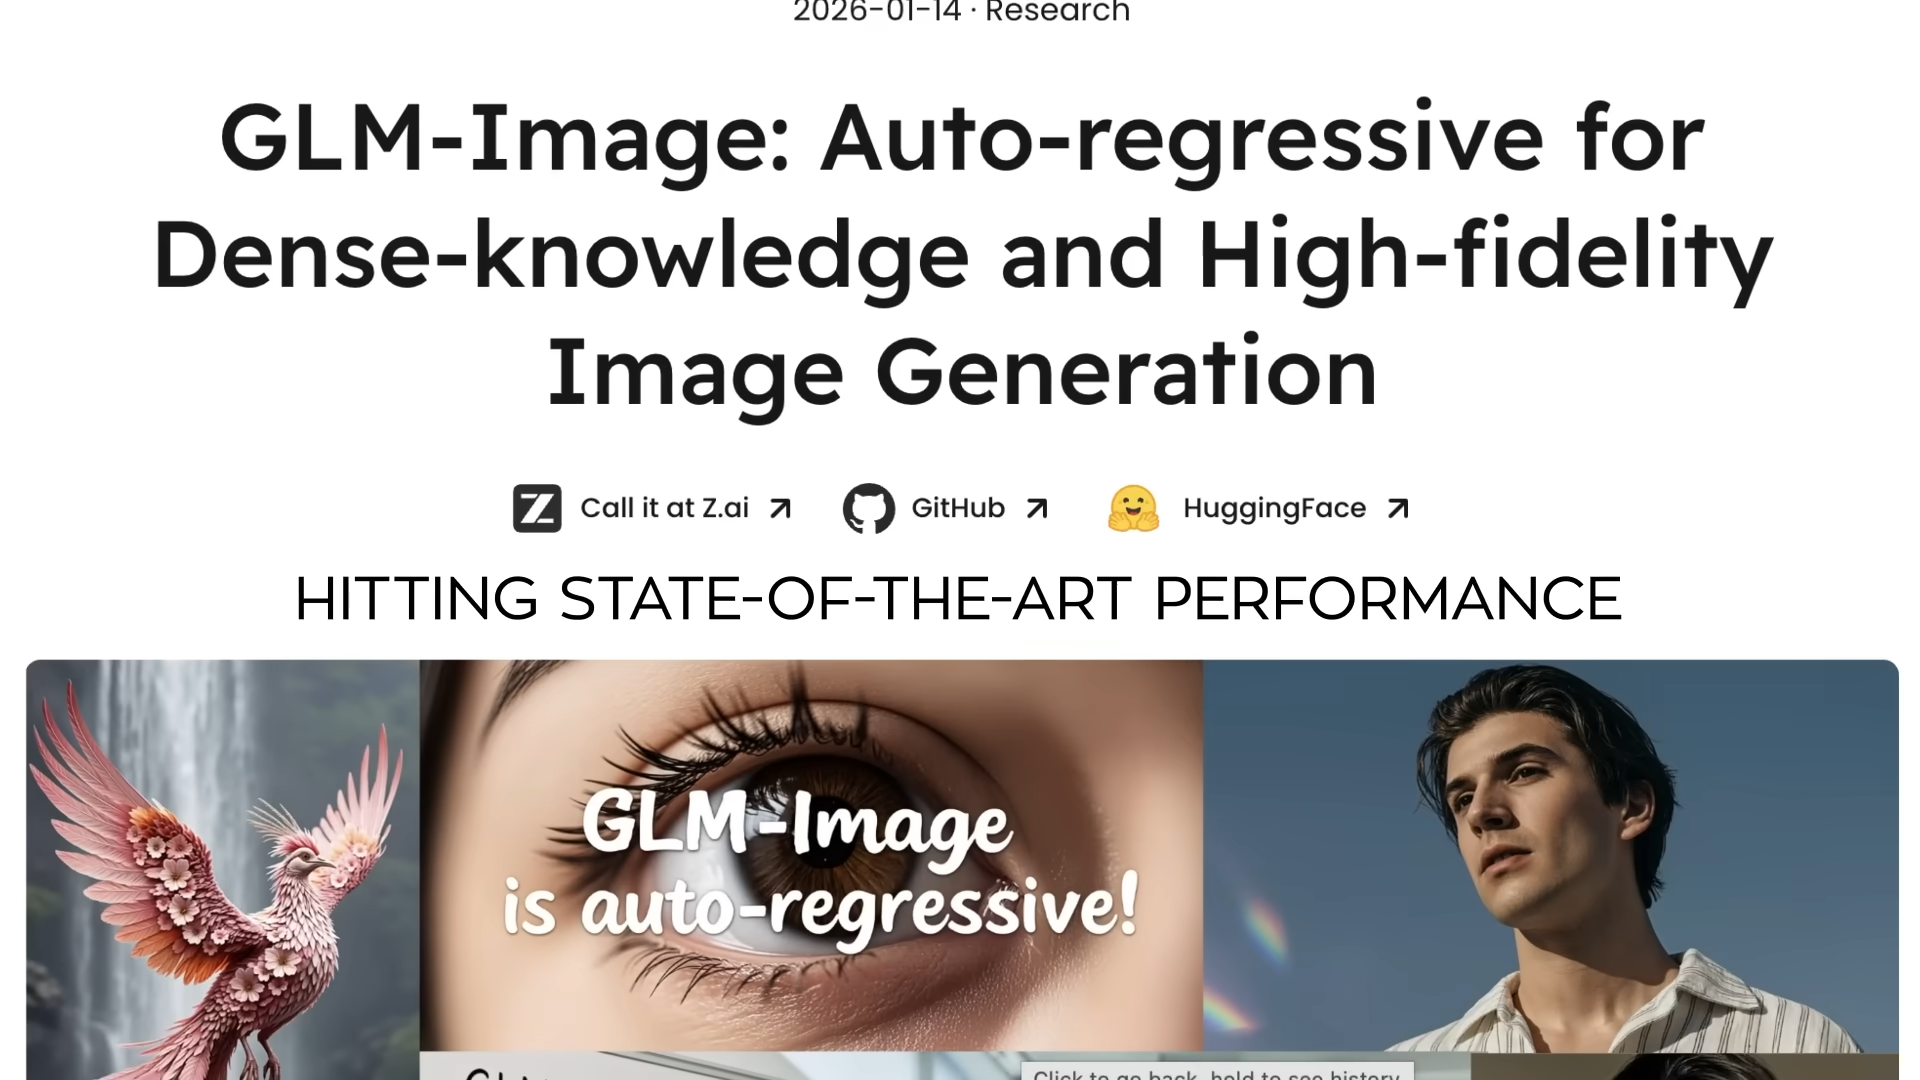 2026-01-14 · Research
GLM-Image: Auto-regressive for
Dense-knowledge and High-fidelity
Image Generation
Call it at Z.ai
GitHub
HuggingFace
HITTING STATE-OF-THE-ART PERFORMANCE
GLM-Image
is auto-regressive!
Click to go back, hold to see history